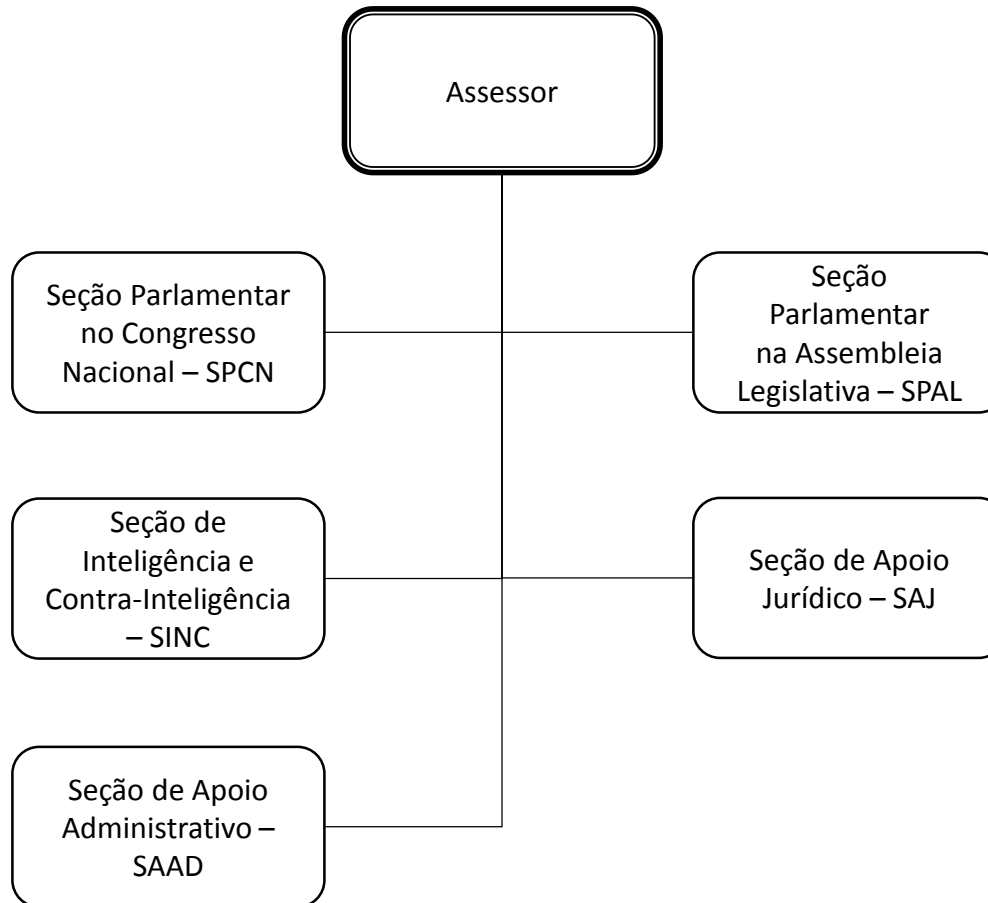 Assessor
Seção Parlamentar
no Congresso
Nacional – SPCN
Seção
Parlamentar
na Assembleia
Legislativa – SPAL
Seção de
Inteligência e
Contra-Inteligência
– SINC
Seção de Apoio
Jurídico – SAJ
Seção de Apoio
Administrativo –
SAAD